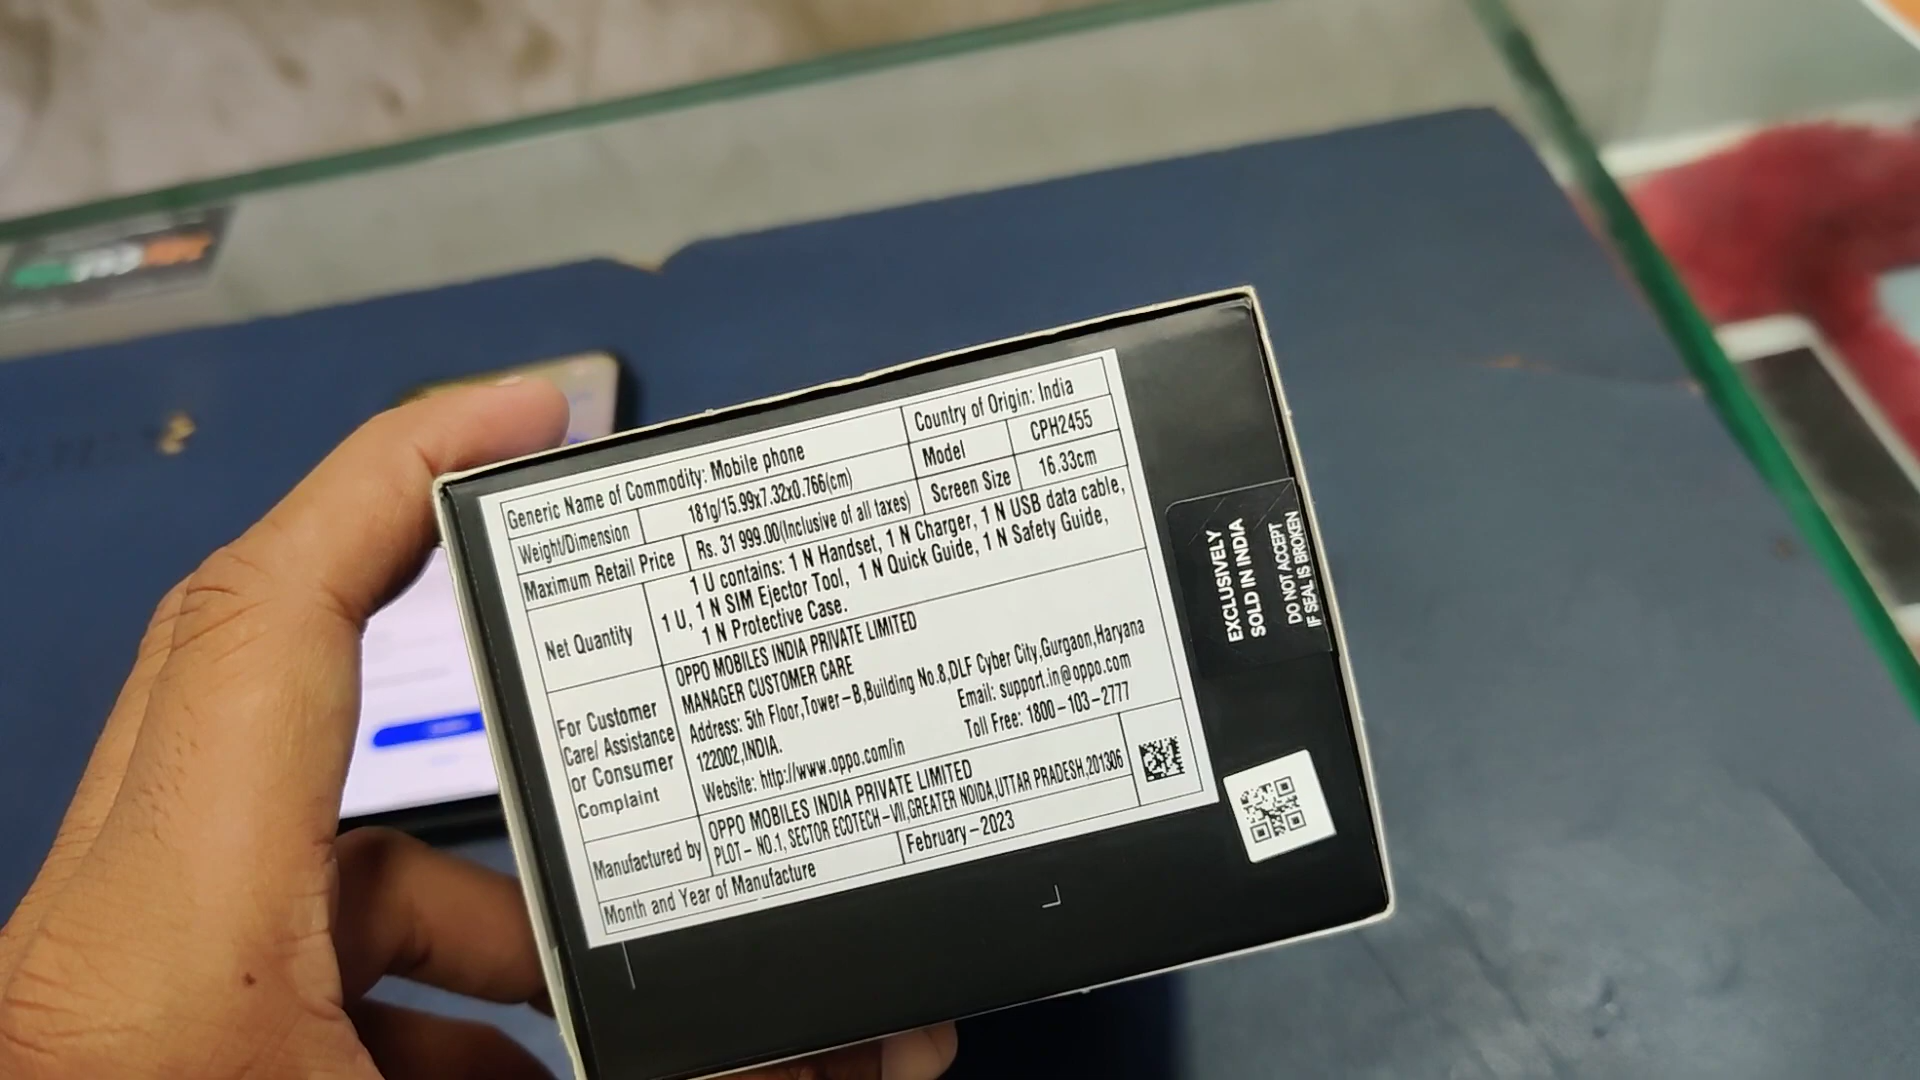 Generic Name of Commodity: Mobile phone
Country of Origin: India
Weight/Dimension
181g/15.99x7.32x0.766(cm)
Model
CPH2455
Maximum Retail Price
Rs. 31 999.00(Inclusive of all taxes)
Screen Size
16.33cm
Net Quantity
1 U contains: 1 N Handset, 1 N Charger, 1 N USB data cable,
1 U, 1 N SIM Ejector Tool, 1 N Quick Guide, 1 N Safety Guide,
1 N Protective Case.
For Customer
Care/ Assistance
or Consumer
Complaint
OPPO MOBILES INDIA PRIVATE LIMITED
MANAGER CUSTOMER CARE
Address: 5th Floor,Tower-B,Building No.8,DLF Cyber City,Gurgaon,Haryana
122002,INDIA.
Email: support.in@oppo.com
Website: http://www.oppo.com/in
Toll Free: 1800-103-2777
Manufactured by
OPPO MOBILES INDIA PRIVATE LIMITED
PLOT- NO.1, SECTOR ECOTECH-VII,GREATER NOIDA,UTTAR PRADESH,201306
Month and Year of Manufacture
February-2023
EXCLUSIVELY
SOLD IN INDIA
DO NOT ACCEPT
IF SEAL IS BROKEN